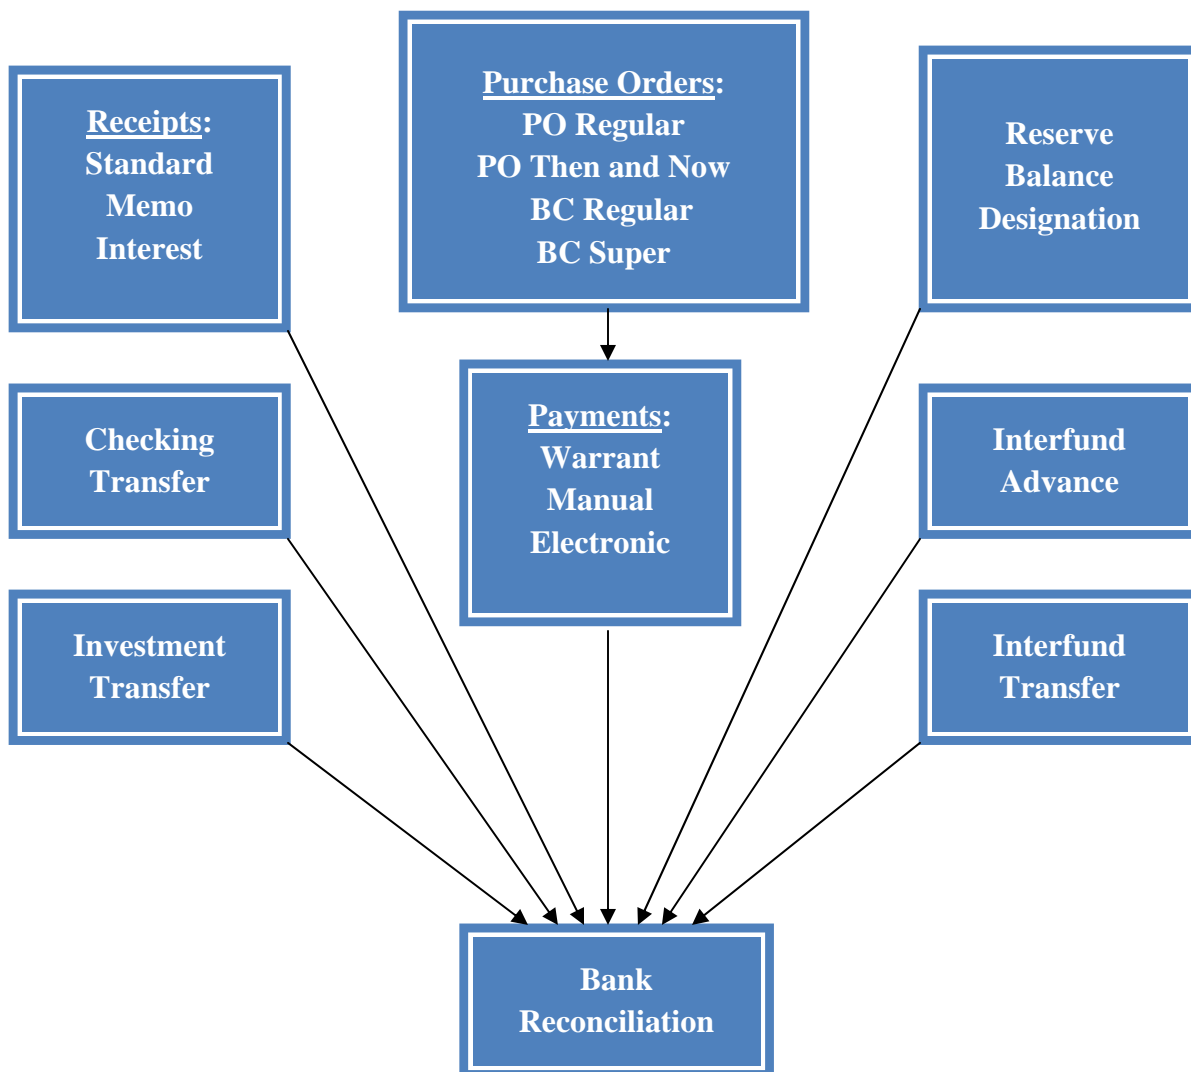 Receipts:
Standard
Memo
Interest
Purchase Orders:
PO Regular
PO Then and Now
BC Regular
BC Super
Reserve
Balance
Designation
Checking
Transfer
Payments:
Warrant
Manual
Electronic
Interfund
Advance
Investment
Transfer
Interfund
Transfer
Bank
Reconciliation